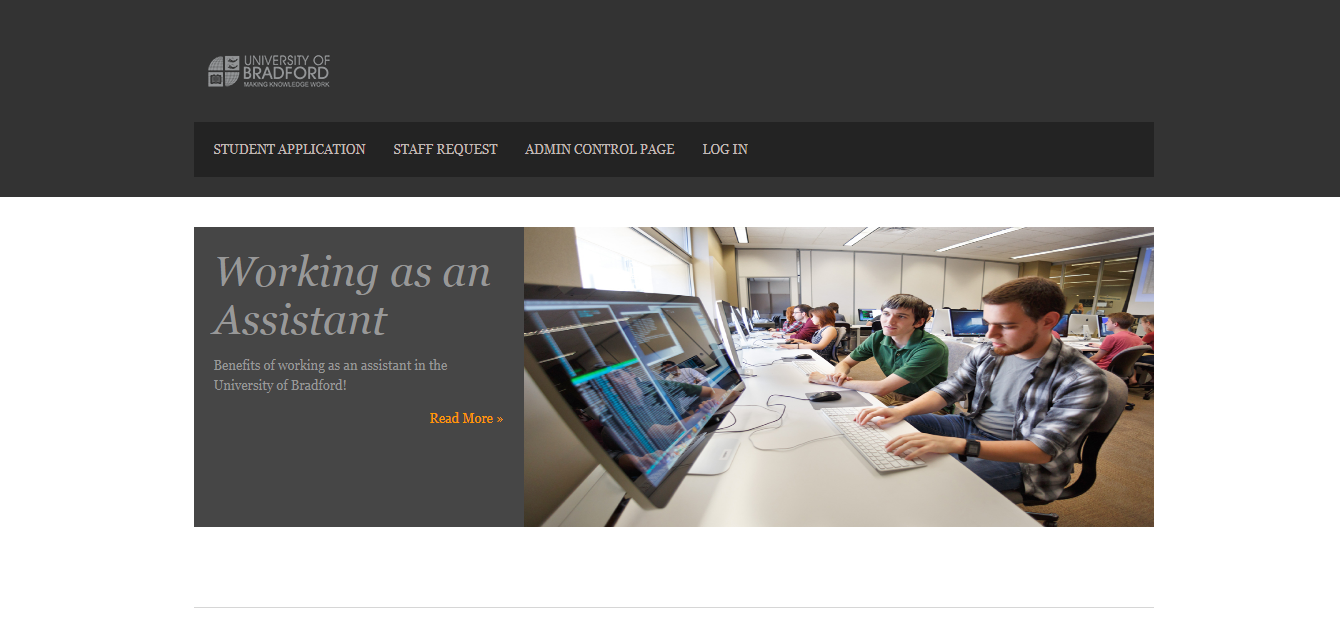 UNIVERSITY OF
BRADFORD
MAKING KNOWLEDGE WORK
STUDENT APPLICATION STAFF REQUEST ADMIN CONTROL PAGE LOG IN
Working as an
Assistant
Benefits of working as an assistant in the
University of Bradford!
Read More »